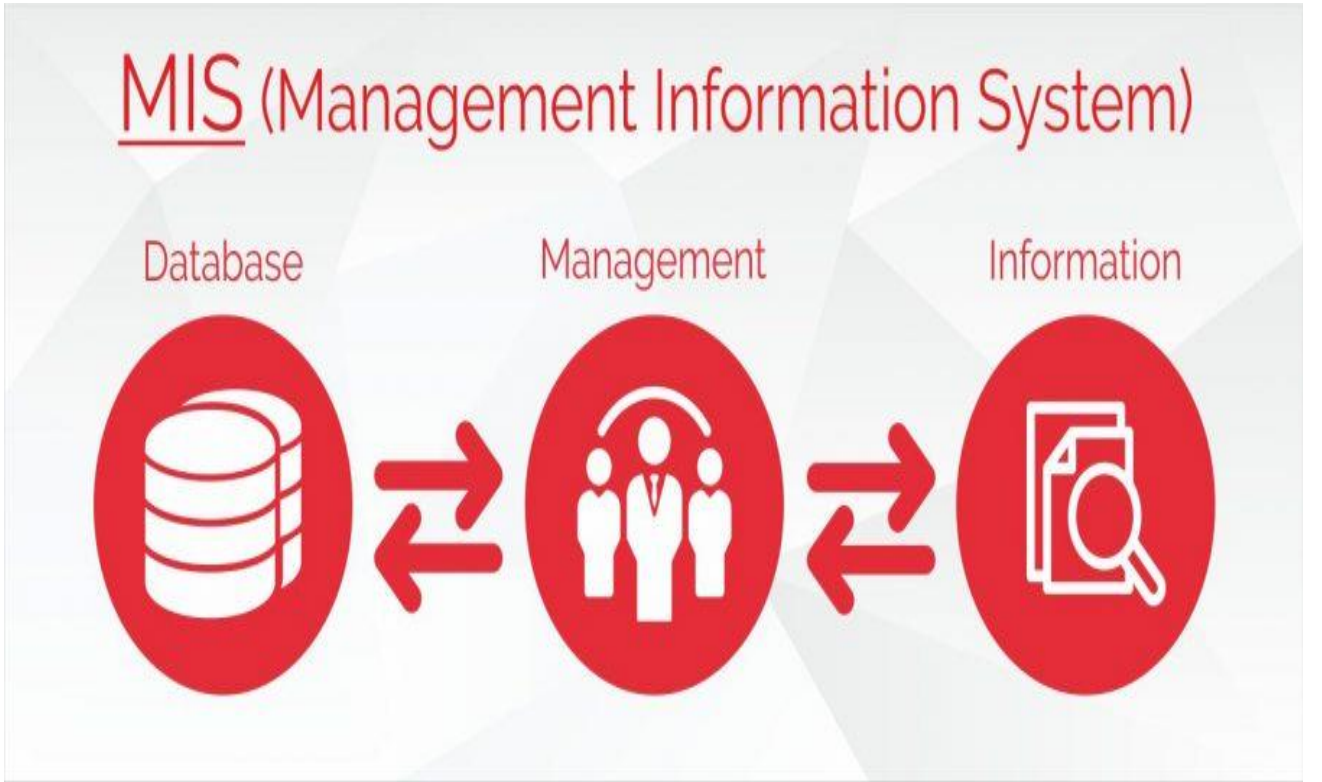 MIS (Management Information System)
Database
Management
Information